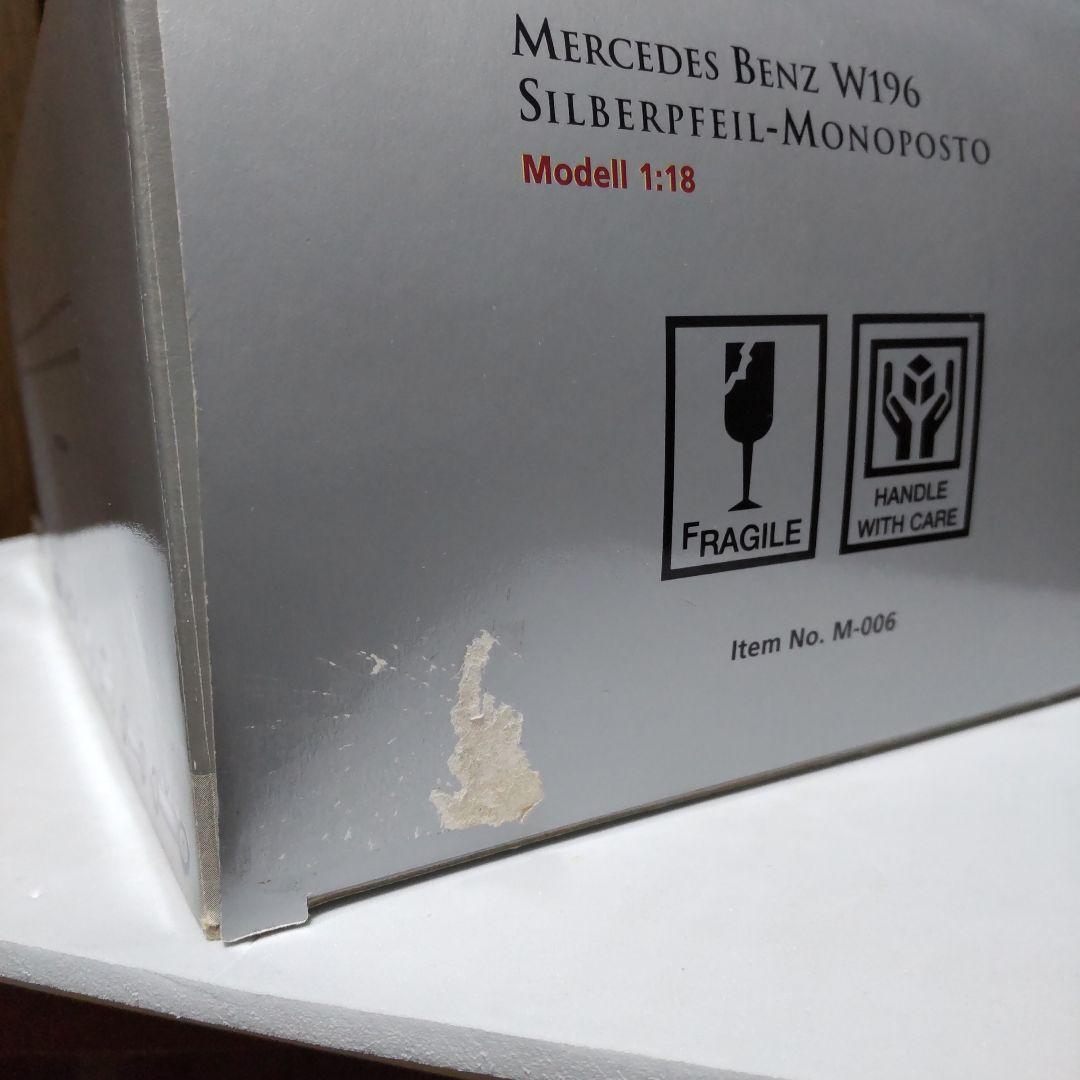 MERCEDES BENZ W196
SILBERPFEIL-MONOPOSTO
Modell 1:18
FRAGILE
HANDLE
WITH CARE
Item No. M-006